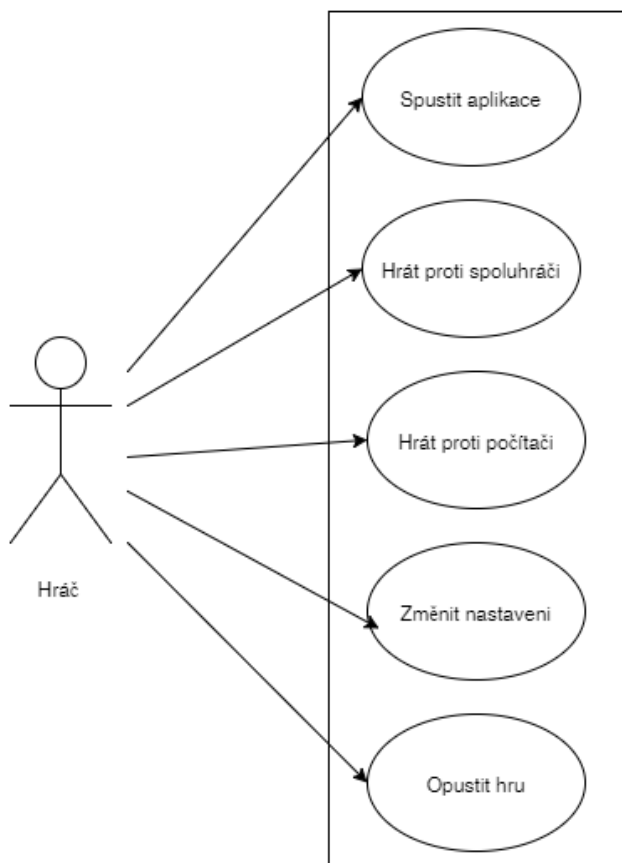 Spustit aplikace
Hrát proti spoluhráči
Hrát proti počítači
Změnit nastaveni
Opustit hru
Hráč